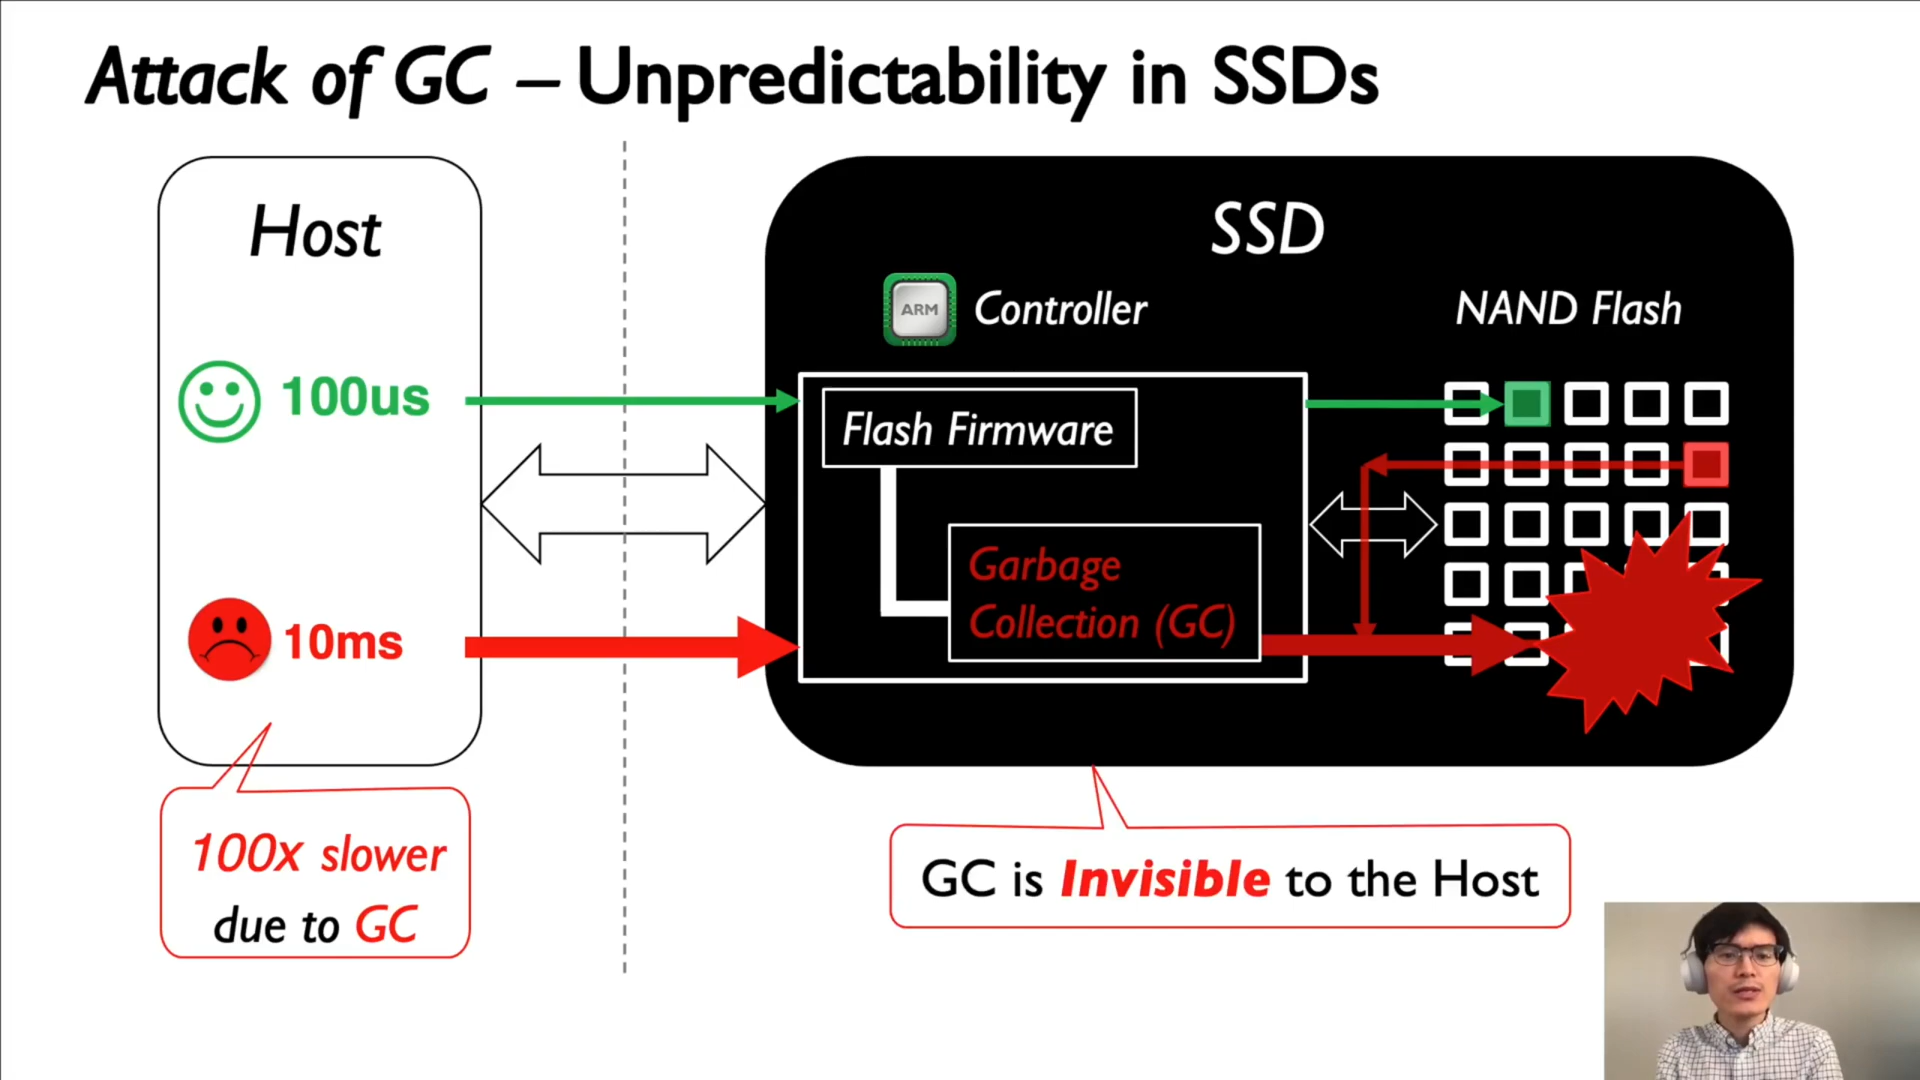 Attack of GC – Unpredictability in SSDs
Host
SSD
ARM
Controller
NAND Flash
100us
Flash Firmware
Garbage
Collection (GC)
10ms
100x slower
due to GC
GC is Invisible to the Host